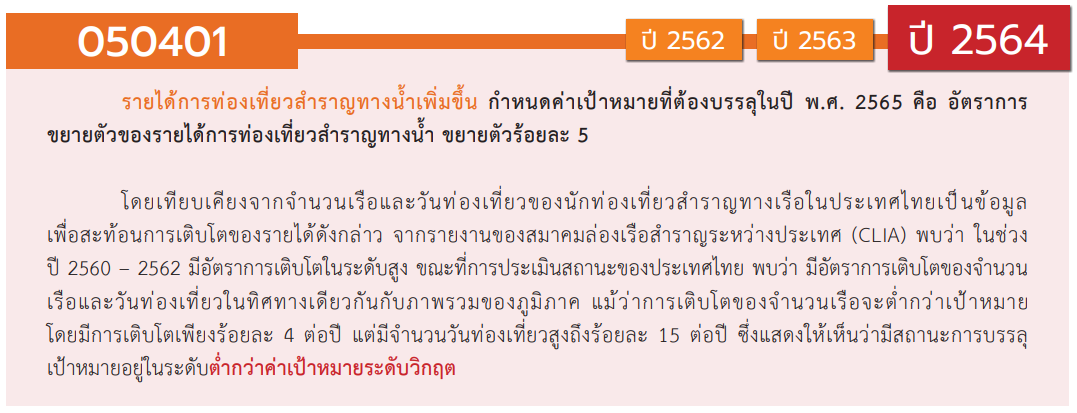 050401
ปี 2562
ปี 2563
ปี 2564
รายได้การท่องเที่ยวสำราญทางน้ำเพิ่มขึ้น กำหนดค่าเป้าหมายที่ต้องบรรลุในปี พ.ศ. 2565 คือ อัตราการ
ขยายตัวของรายได้การท่องเที่ยวสำราญทางน้ำ ขยายตัวร้อยละ 5
โดยเทียบเคียงจากจำนวนเรือและวันท่องเที่ยวของนักท่องเที่ยวสำราญทางเรือในประเทศไทยเป็นข้อมูล
เพื่อสะท้อนการเติบโตของรายได้ดังกล่าว จากรายงานของสมาคมล่องเรือสำราญระหว่างประเทศ (CLIA) พบว่า ในช่วง
ปี 2560 – 2562 มีอัตราการเติบโตในระดับสูง ขณะที่การประเมินสถานะของประเทศไทย พบว่า มีอัตราการเติบโตของจำนวน
เรือและวันท่องเที่ยวในทิศทางเดียวกันกับภาพรวมของภูมิภาค แม้ว่าการเติบโตของจำนวนเรือจะต่ำกว่าเป้าหมาย
โดยมีการเติบโตเพียงร้อยละ 4 ต่อปี แต่มีจำนวนวันท่องเที่ยวสูงถึงร้อยละ 15 ต่อปี ซึ่งแสดงให้เห็นว่ามีสถานะการบรรลุ
เป้าหมายอยู่ในระดับต่ำกว่าค่าเป้าหมายระดับวิกฤต